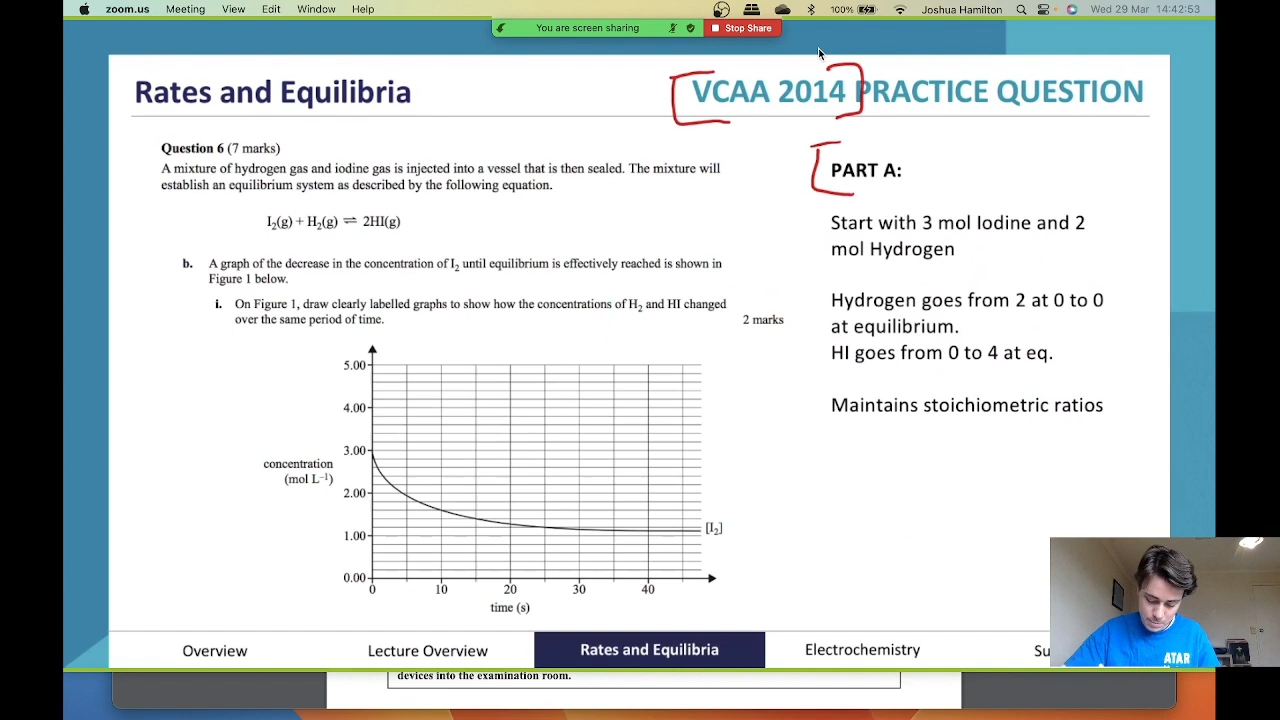 zoom.us Meeting View Edit Window Help
100% Joshua Hamilton Wed 29 Mar 14:42:53
You are screen sharing Stop Share
Rates and Equilibria
VCAA 2014 PRACTICE QUESTION
Question 6 (7 marks)
A mixture of hydrogen gas and iodine gas is injected into a vessel that is then sealed. The mixture will
establish an equilibrium system as described by the following equation.
I₂(g) + H₂(g) ⇌ 2HI(g)
b. A graph of the decrease in the concentration of I₂ until equilibrium is effectively reached is shown in
Figure 1 below.
i. On Figure 1, draw clearly labelled graphs to show how the concentrations of H₂ and HI changed
over the same period of time.
2 marks
5.00
4.00
3.00
2.00
1.00
0.00
concentration
(mol L⁻¹)
[I₂]
0 10 20 30 40
time (s)
PART A:
Start with 3 mol Iodine and 2
mol Hydrogen
Hydrogen goes from 2 at 0 to 0
at equilibrium.
HI goes from 0 to 4 at eq.
Maintains stoichiometric ratios
ATAR
Overview Lecture Overview Rates and Equilibria Electrochemistry Su
devices into the examination room.